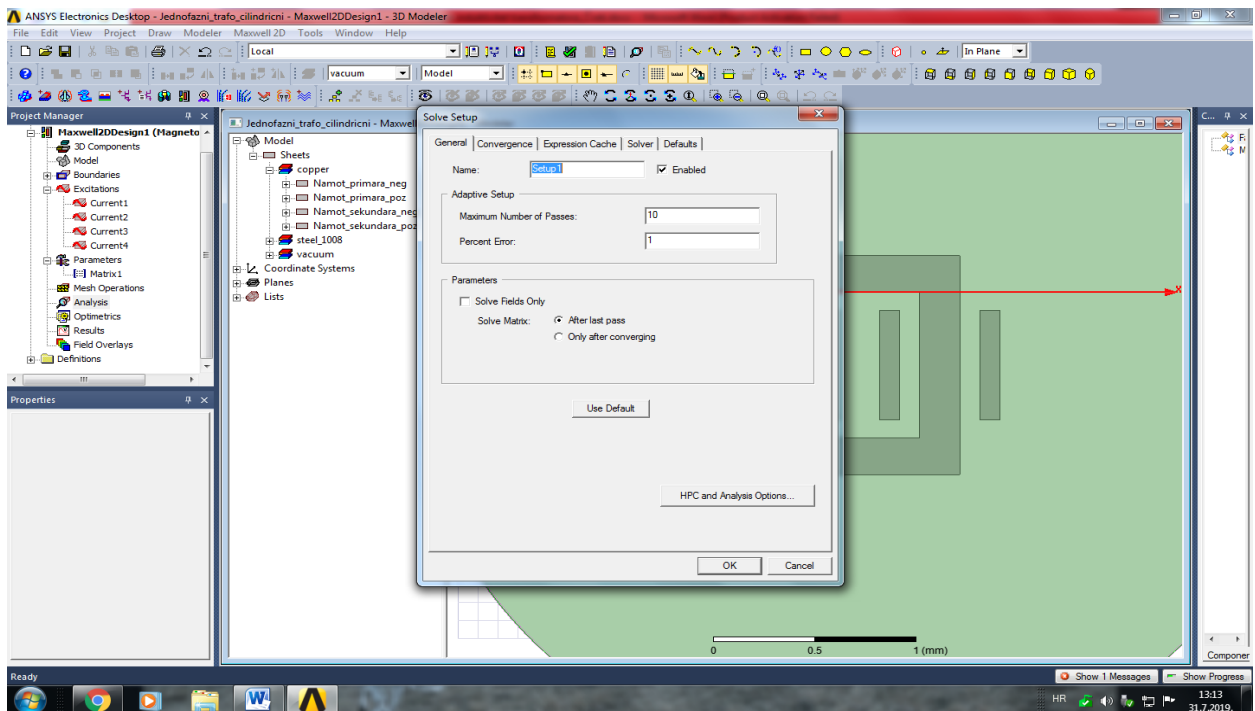 ANSYS Electronics Desktop - Jednofazni_trafo_cilindricni - Maxwell2DDesign1 - 3D Modeler
File Edit View Project Draw Modeler Maxwell 2D Tools Window Help
Local
In Plane
vacuum
Model
Project Manager
Maxwell2DDesign1 (Magneto
3D Components
Model
Boundaries
Excitations
Current1
Current2
Current3
Current4
Parameters
Matrix1
Mesh Operations
Analysis
Optimetrics
Results
Field Overlays
Definitions
Properties
Jednofazni_trafo_cilindricni - Maxwel
Model
Sheets
copper
Namot_primara_neg
Namot_primara_poz
Namot_sekundara_neg
Namot_sekundara_poz
steel_1008
vacuum
Coordinate Systems
Planes
Lists
Solve Setup
General Convergence Expression Cache Solver Defaults
Name: Setup1 Enabled
Adaptive Setup
Maximum Number of Passes: 10
Percent Error: 1
Parameters
Solve Fields Only
Solve Matrix: After last pass
Only after converging
Use Default
HPC and Analysis Options...
OK Cancel
X
0 0.5 1 (mm)
C...
Fi
M
Componer
Ready
Show 1 Messages Show Progress
HR
13:13
31.7.2019.